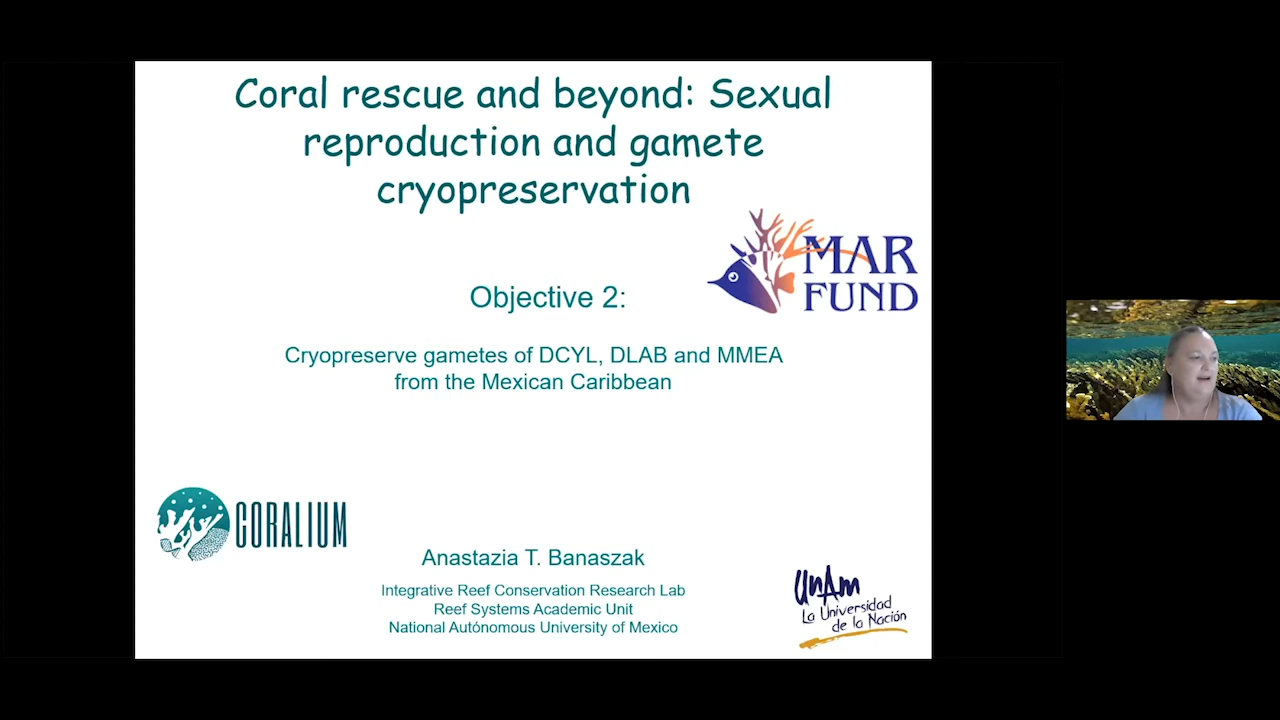 Coral rescue and beyond: Sexual
reproduction and gamete
cryopreservation
MAR
FUND
Objective 2:
Cryopreserve gametes of DCYL, DLAB and MMEA
from the Mexican Caribbean
CORALIUM
Anastazia T. Banaszak
Integrative Reef Conservation Research Lab
Reef Systems Academic Unit
National Autónomous University of Mexico
UnAm
La Universidad
de la Nación